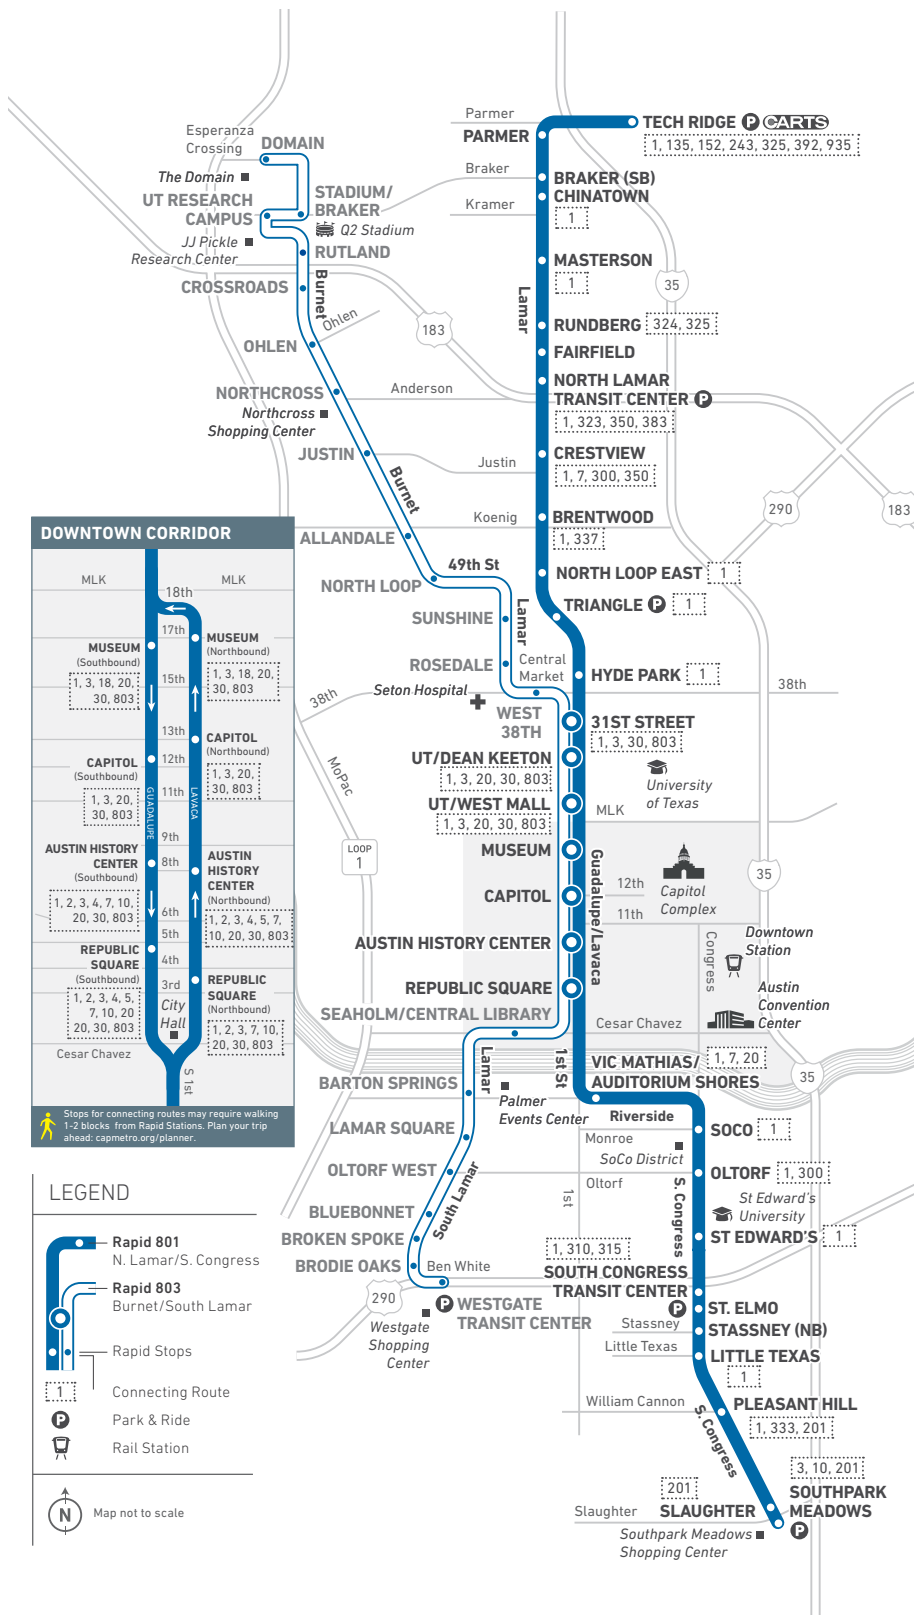 Parmer
TECH RIDGE P CARTS
PARMER
1, 135, 152, 243, 325, 392, 935
Esperanza
Crossing
DOMAIN
The Domain
Braker
BRAKER (SB)
CHINATOWN
1
Kramer
UT RESEARCH
CAMPUS
STADIUM/
BRAKER
Q2 Stadium
JJ Pickle
Research Center
RUTLAND
MASTERSON
1
CROSSROADS
Burnet
Lamar
35
Ohlen
183
RUNDBERG
324, 325
OHLEN
FAIRFIELD
NORTHCROSS
Anderson
NORTH LAMAR
TRANSIT CENTER P
1, 323, 350, 383
Northcross
Shopping Center
JUSTIN
Justin
CRESTVIEW
1, 7, 300, 350
Burnet
290
183
Koenig
BRENTWOOD
1, 337
ALLANDALE
49th St
NORTH LOOP
NORTH LOOP EAST
1
TRIANGLE P
1
SUNSHINE
Lamar
ROSEDALE
Central
Market
HYDE PARK
1
38th
38th
Seton Hospital
WEST
38TH
31ST STREET
1, 3, 30, 803
UT/DEAN KEETON
1, 3, 20, 30, 803
MoPac
University
of Texas
UT/WEST MALL
1, 3, 20, 30, 803
MLK
LOOP
1
MUSEUM
Guadalupe/Lavaca
35
CAPITOL
12th
Capitol
Complex
11th
AUSTIN HISTORY CENTER
Congress
Downtown
Station
REPUBLIC SQUARE
Austin
Convention
Center
SEAHOLM/CENTRAL LIBRARY
Cesar Chavez
Lamar
1st St
VIC MATHIAS/
AUDITORIUM SHORES
1, 7, 20
35
BARTON SPRINGS
Palmer
Events Center
Riverside
LAMAR SQUARE
SOCO
1
Monroe
SoCo District
OLTORF WEST
OLTORF
1, 300
Oltorf
South Lamar
1st
S. Congress
St Edward's
University
BLUEBONNET
BROKEN SPOKE
ST EDWARD'S
1
BRODIE OAKS
Ben White
1, 310, 315
SOUTH CONGRESS
TRANSIT CENTER
P
290
P WESTGATE
TRANSIT CENTER
Westgate
Shopping
Center
ST. ELMO
Stassney
STASSNEY (NB)
Little Texas
LITTLE TEXAS
1
William Cannon
PLEASANT HILL
1, 333, 201
S. Congress
3, 10, 201
201
SOUTHPARK
MEADOWS
P
Slaughter
SLAUGHTER
Southpark Meadows
Shopping Center
DOWNTOWN CORRIDOR
MLK
MLK
18th
17th
MUSEUM
(Southbound)
1, 3, 18, 20,
30, 803
MUSEUM
(Northbound)
1, 3, 18, 20,
30, 803
15th
13th
CAPITOL
(Southbound)
1, 3, 20,
30, 803
CAPITOL
(Northbound)
1, 3, 20,
30, 803
12th
11th
GUADALUPE
LAVACA
9th
AUSTIN HISTORY
CENTER
(Southbound)
1, 2, 3, 4, 7, 10,
20, 30, 803
8th
AUSTIN
HISTORY
CENTER
(Northbound)
1, 2, 3, 4, 5, 7,
10, 20, 30, 803
6th
5th
REPUBLIC
SQUARE
(Southbound)
1, 2, 3, 4, 5,
7, 10, 20
20, 30, 803
4th
3rd
REPUBLIC
SQUARE
(Northbound)
1, 2, 3, 7, 10,
20, 30, 803
City
Hall
Cesar Chavez
S 1st
Stops for connecting routes may require walking
1-2 blocks from Rapid Stations. Plan your trip
ahead: capmetro.org/planner.
LEGEND
Rapid 801
N. Lamar/S. Congress
Rapid 803
Burnet/South Lamar
Rapid Stops
1
Connecting Route
P
Park & Ride
Rail Station
N
Map not to scale